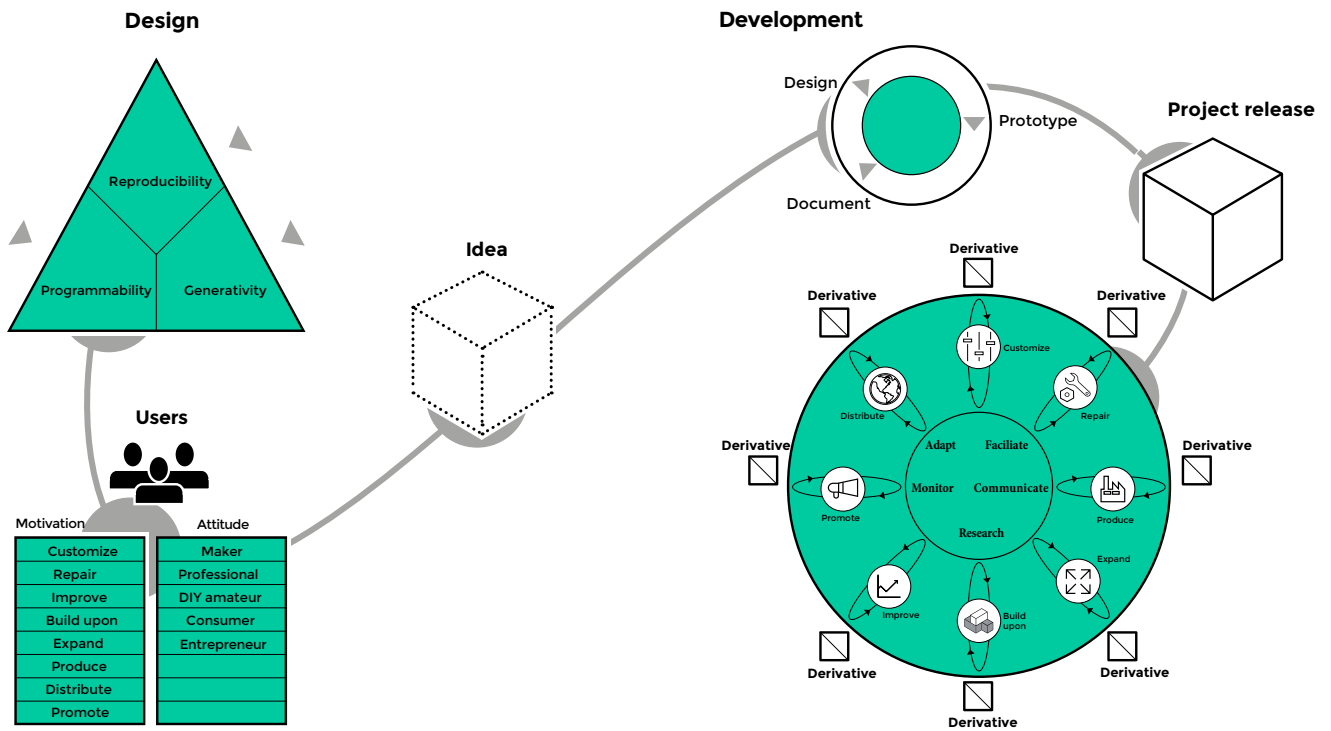 Design
Reproducibility
Programmability
Generativity
Users
Motivation
Customize
Repair
Improve
Build upon
Expand
Produce
Distribute
Promote
Attitude
Maker
Professional
DIY amateur
Consumer
Entrepreneur
Idea
Development
Design
Prototype
Document
Project release
Derivative
Derivative
Derivative
Derivative
Derivative
Derivative
Derivative
Derivative
Customize
Distribute
Repair
Promote
Produce
Improve
Expand
Build
upon
Adapt
Faciliate
Monitor
Communicate
Research